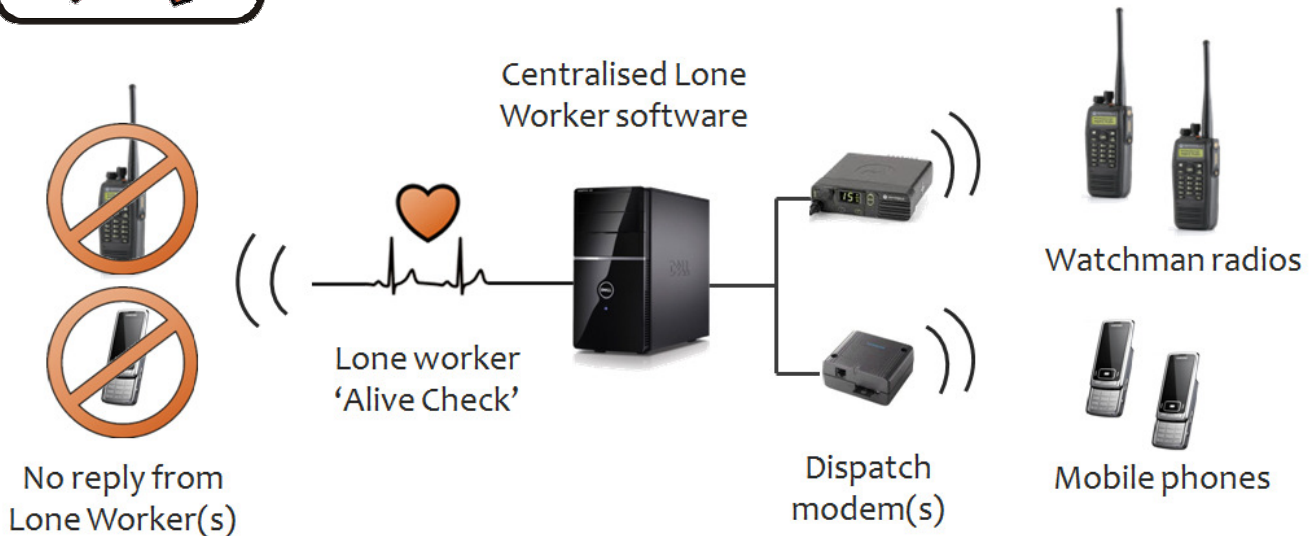 Centralised Lone
Worker software
Watchman radios
Lone worker
'Alive Check'
No reply from
Lone Worker(s)
Dispatch
modem(s)
Mobile phones
DELL